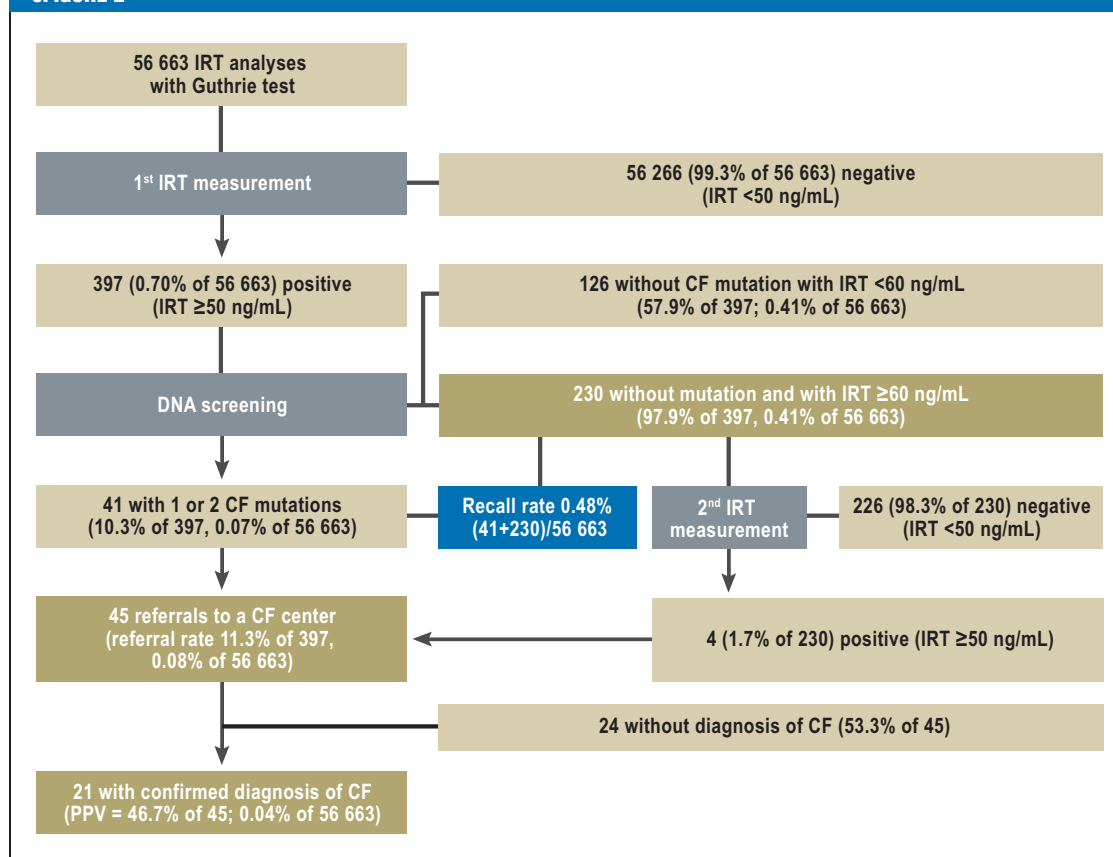 56 663 IRT analyses
with Guthrie test
1st IRT measurement
56 266 (99.3% of 56 663) negative
(IRT <50 ng/mL)
397 (0.70% of 56 663) positive
(IRT ≥50 ng/mL)
126 without CF mutation with IRT <60 ng/mL
(57.9% of 397; 0.41% of 56 663)
DNA screening
230 without mutation and with IRT ≥60 ng/mL
(97.9% of 397, 0.41% of 56 663)
41 with 1 or 2 CF mutations
(10.3% of 397, 0.07% of 56 663)
Recall rate 0.48%
(41+230)/56 663
2nd IRT
measurement
226 (98.3% of 230) negative
(IRT <50 ng/mL)
45 referrals to a CF center
(referral rate 11.3% of 397,
0.08% of 56 663)
4 (1.7% of 230) positive (IRT ≥50 ng/mL)
24 without diagnosis of CF (53.3% of 45)
21 with confirmed diagnosis of CF
(PPV = 46.7% of 45; 0.04% of 56 663)